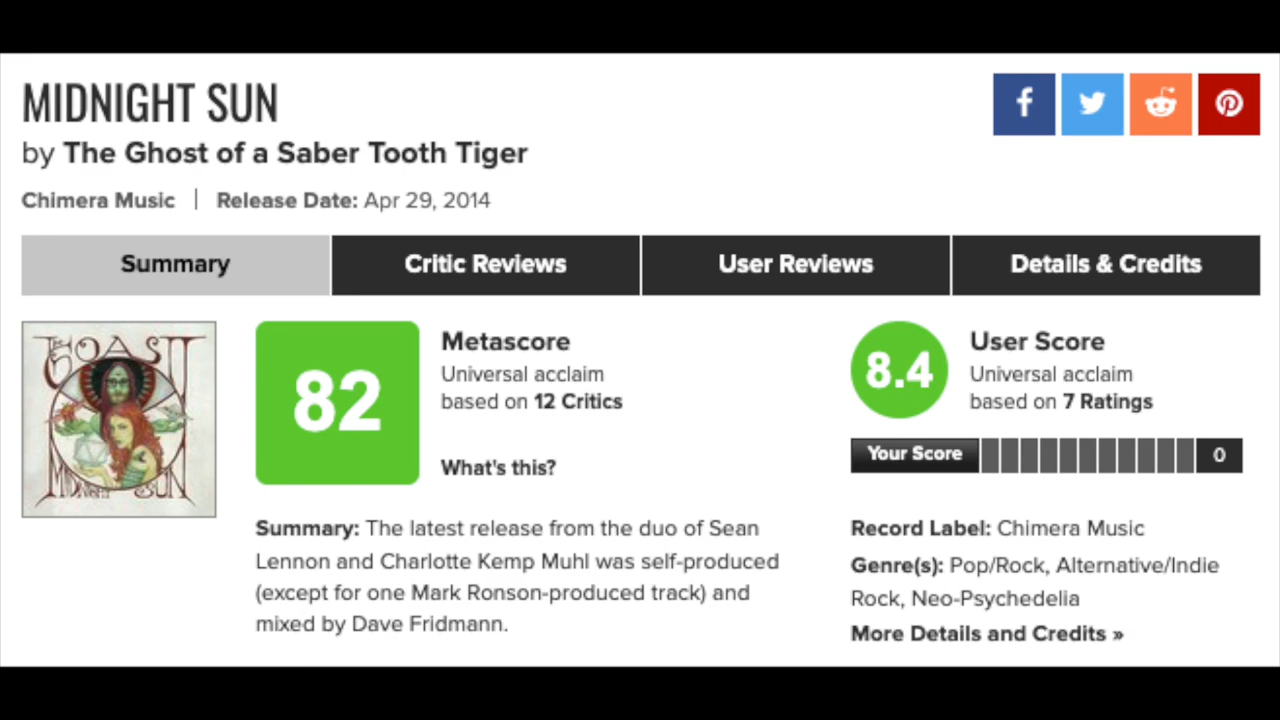 MIDNIGHT SUN
by The Ghost of a Saber Tooth Tiger
Chimera Music | Release Date: Apr 29, 2014
Summary
Critic Reviews
User Reviews
Details & Credits
The
GOASTT
MIDNIGHT SUN
82
Metascore
Universal acclaim
based on 12 Critics
What's this?
8.4
User Score
Universal acclaim
based on 7 Ratings
Your Score
0
Summary: The latest release from the duo of Sean
Lennon and Charlotte Kemp Muhl was self-produced
(except for one Mark Ronson-produced track) and
mixed by Dave Fridmann.
Record Label: Chimera Music
Genre(s): Pop/Rock, Alternative/Indie
Rock, Neo-Psychedelia
More Details and Credits »